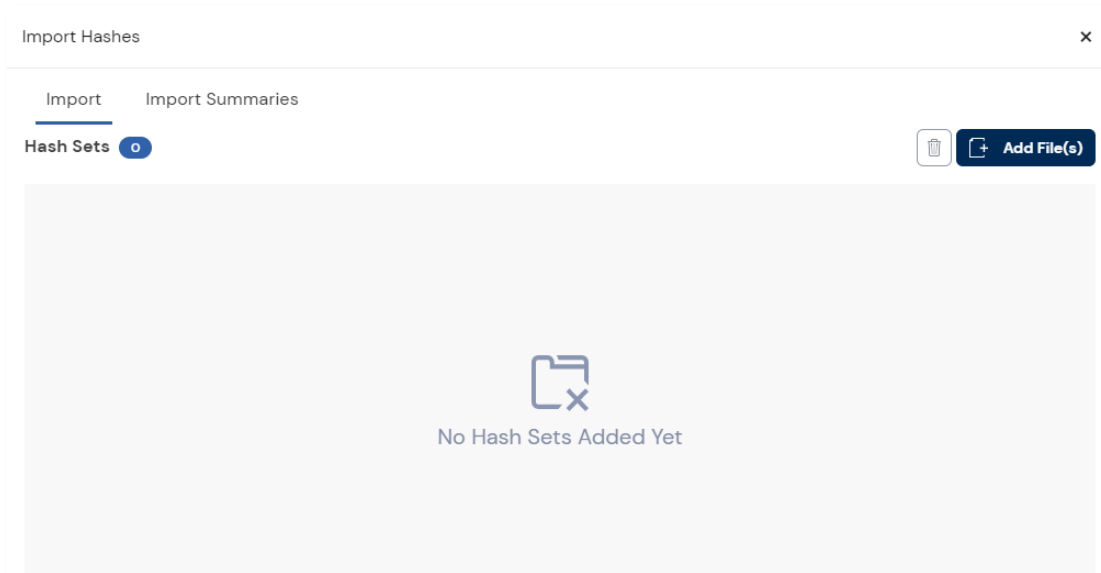 Import Hashes
Import Import Summaries
Hash Sets 0 Add File(s)
No Hash Sets Added Yet